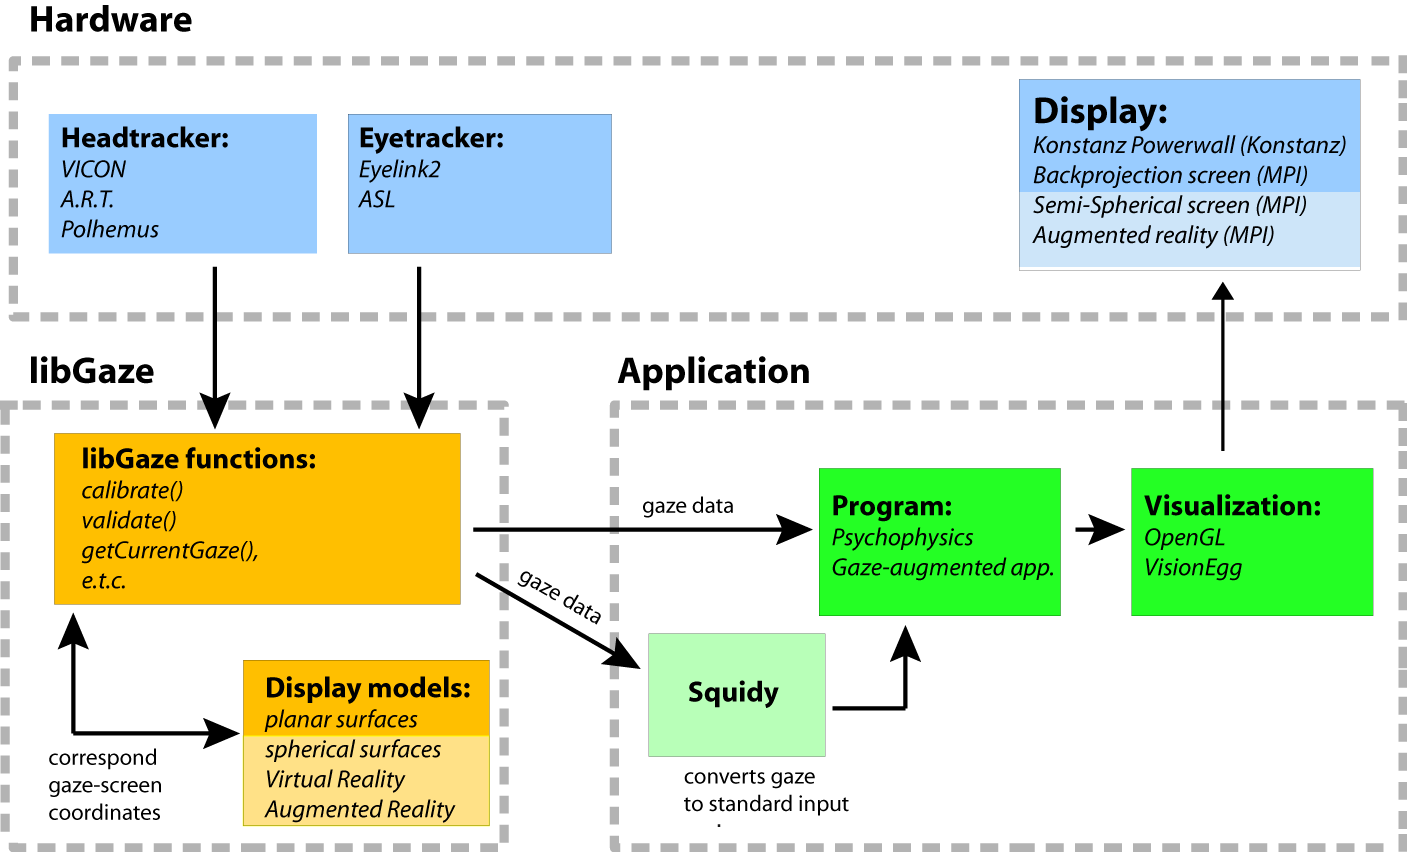 Hardware
Headtracker:
VICON
A.R.T.
Polhemus
Eyetracker:
Eyelink2
ASL
Display:
Konstanz Powerwall (Konstanz)
Backprojection screen (MPI)
Semi-Spherical screen (MPI)
Augmented reality (MPI)
libGaze
libGaze functions:
calibrate()
validate()
getCurrentGaze(),
e.t.c.
correspond
gaze-screen
coordinates
Display models:
planar surfaces
spherical surfaces
Virtual Reality
Augmented Reality
gaze data
gaze data
Application
Program:
Psychophysics
Gaze-augmented app.
Visualization:
OpenGL
VisionEgg
Squidy
converts gaze
to standard input